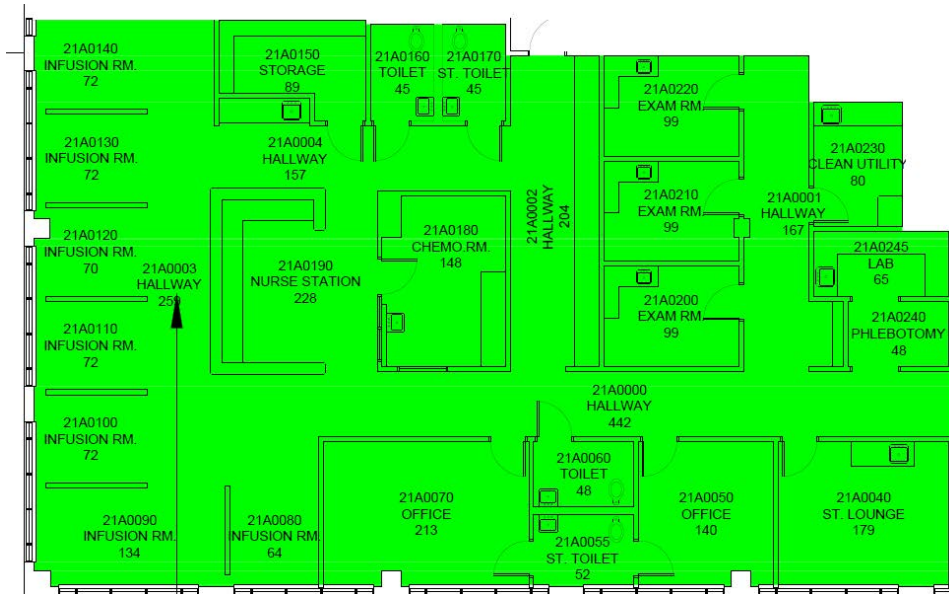 21A0140
INFUSION RM.
72
21A0150
STORAGE
89
21A0160
TOILET
45
21A0170
ST. TOILET
45
21A0220
EXAM RM.
99
21A0130
INFUSION RM.
72
21A0004
HALLWAY
157
21A0230
CLEAN UTILITY
80
21A0002
HALLWAY
204
21A0210
EXAM RM.
99
21A0001
HALLWAY
167
21A0120
INFUSION RM.
70
21A0003
HALLWAY
259
21A0190
NURSE STATION
228
21A0180
CHEMO.RM.
148
21A0245
LAB
65
21A0200
EXAM RM.
99
21A0110
INFUSION RM.
72
21A0240
PHLEBOTOMY
48
21A0000
HALLWAY
442
21A0100
INFUSION RM.
72
21A0060
TOILET
48
21A0070
OFFICE
213
21A0050
OFFICE
140
21A0040
ST. LOUNGE
179
21A0090
INFUSION RM.
134
21A0080
INFUSION RM.
64
21A0055
ST. TOILET
52